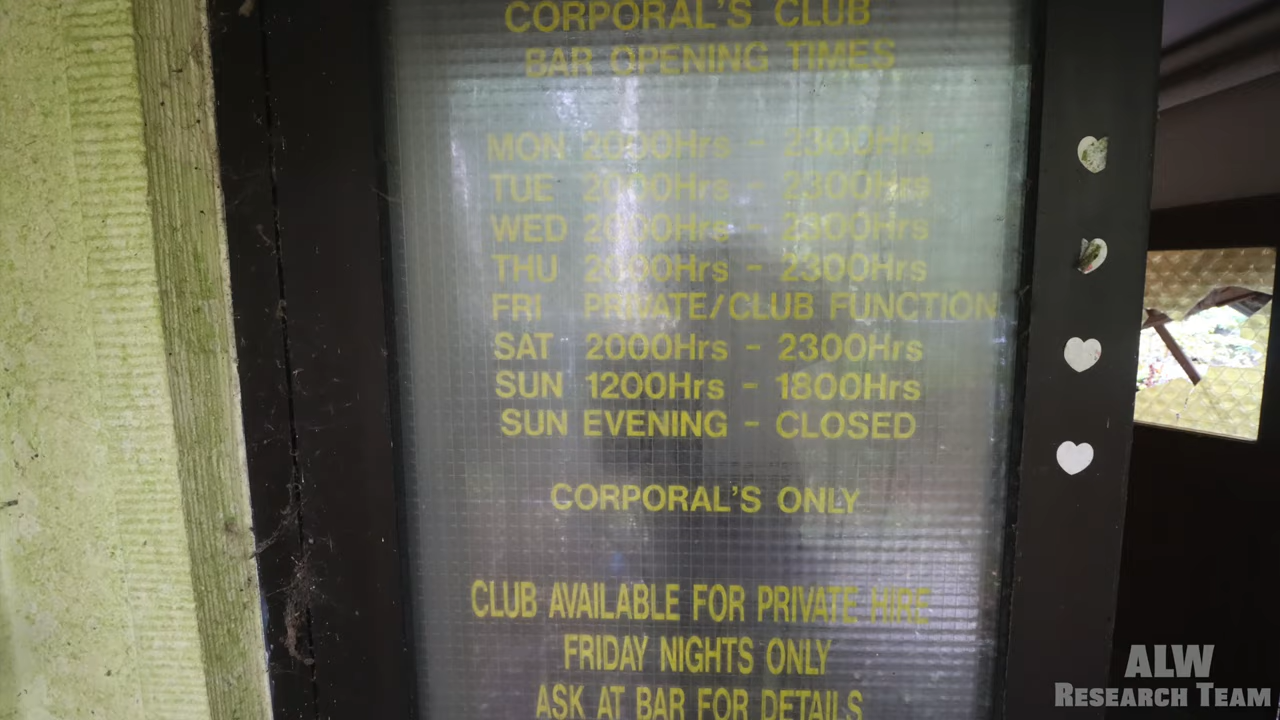 CORPORAL'S CLUB
BAR OPENING TIMES
MON 2000Hrs - 2300Hrs
TUE 2000Hrs - 2300Hrs
WED 2000Hrs - 2300Hrs
THU 2000Hrs - 2300Hrs
FRI PRIVATE/CLUB FUNCTION
SAT 2000Hrs - 2300Hrs
SUN 1200Hrs - 1800Hrs
SUN EVENING - CLOSED
CORPORAL'S ONLY
CLUB AVAILABLE FOR PRIVATE HIRE
FRIDAY NIGHTS ONLY
ASK AT BAR FOR DETAILS
ALW
RESEARCH TEAM